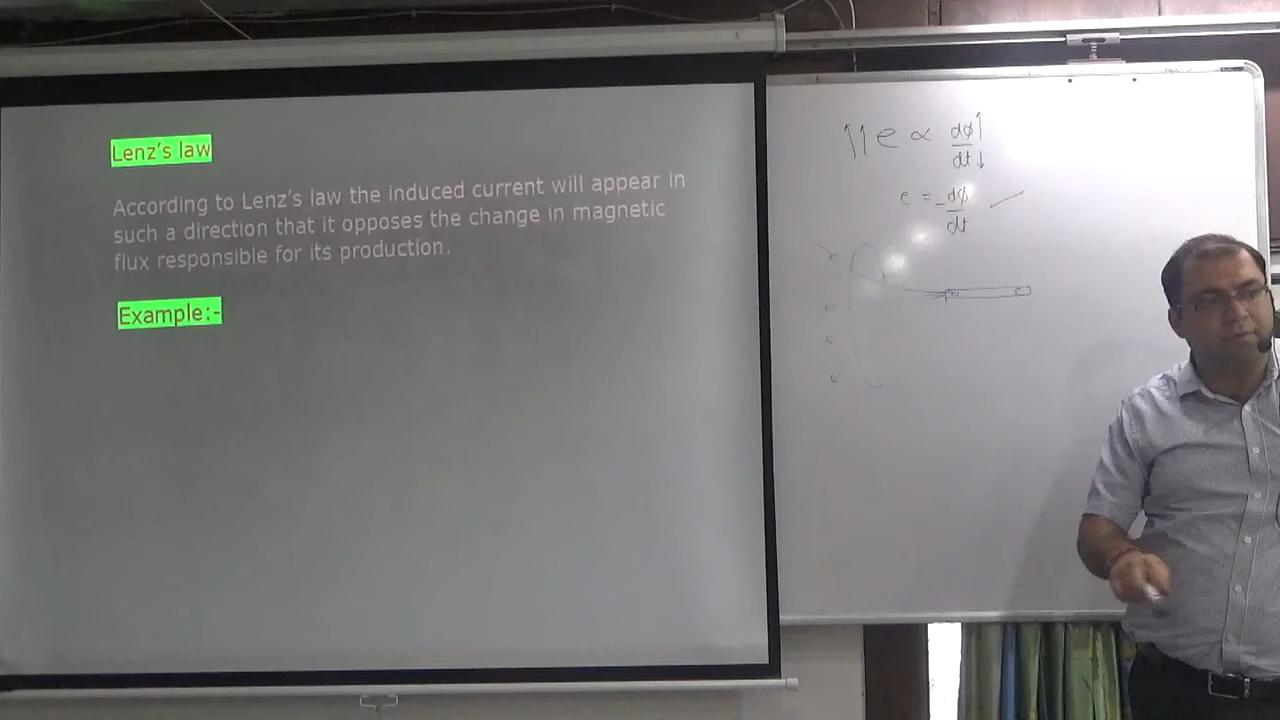 Lenz's law
According to Lenz's law the induced current will appear in
such a direction that it opposes the change in magnetic
flux responsible for its production.
Example:-
↑↑ e ∝ dϕ/dt ↑↓
e = -dϕ/dt
N